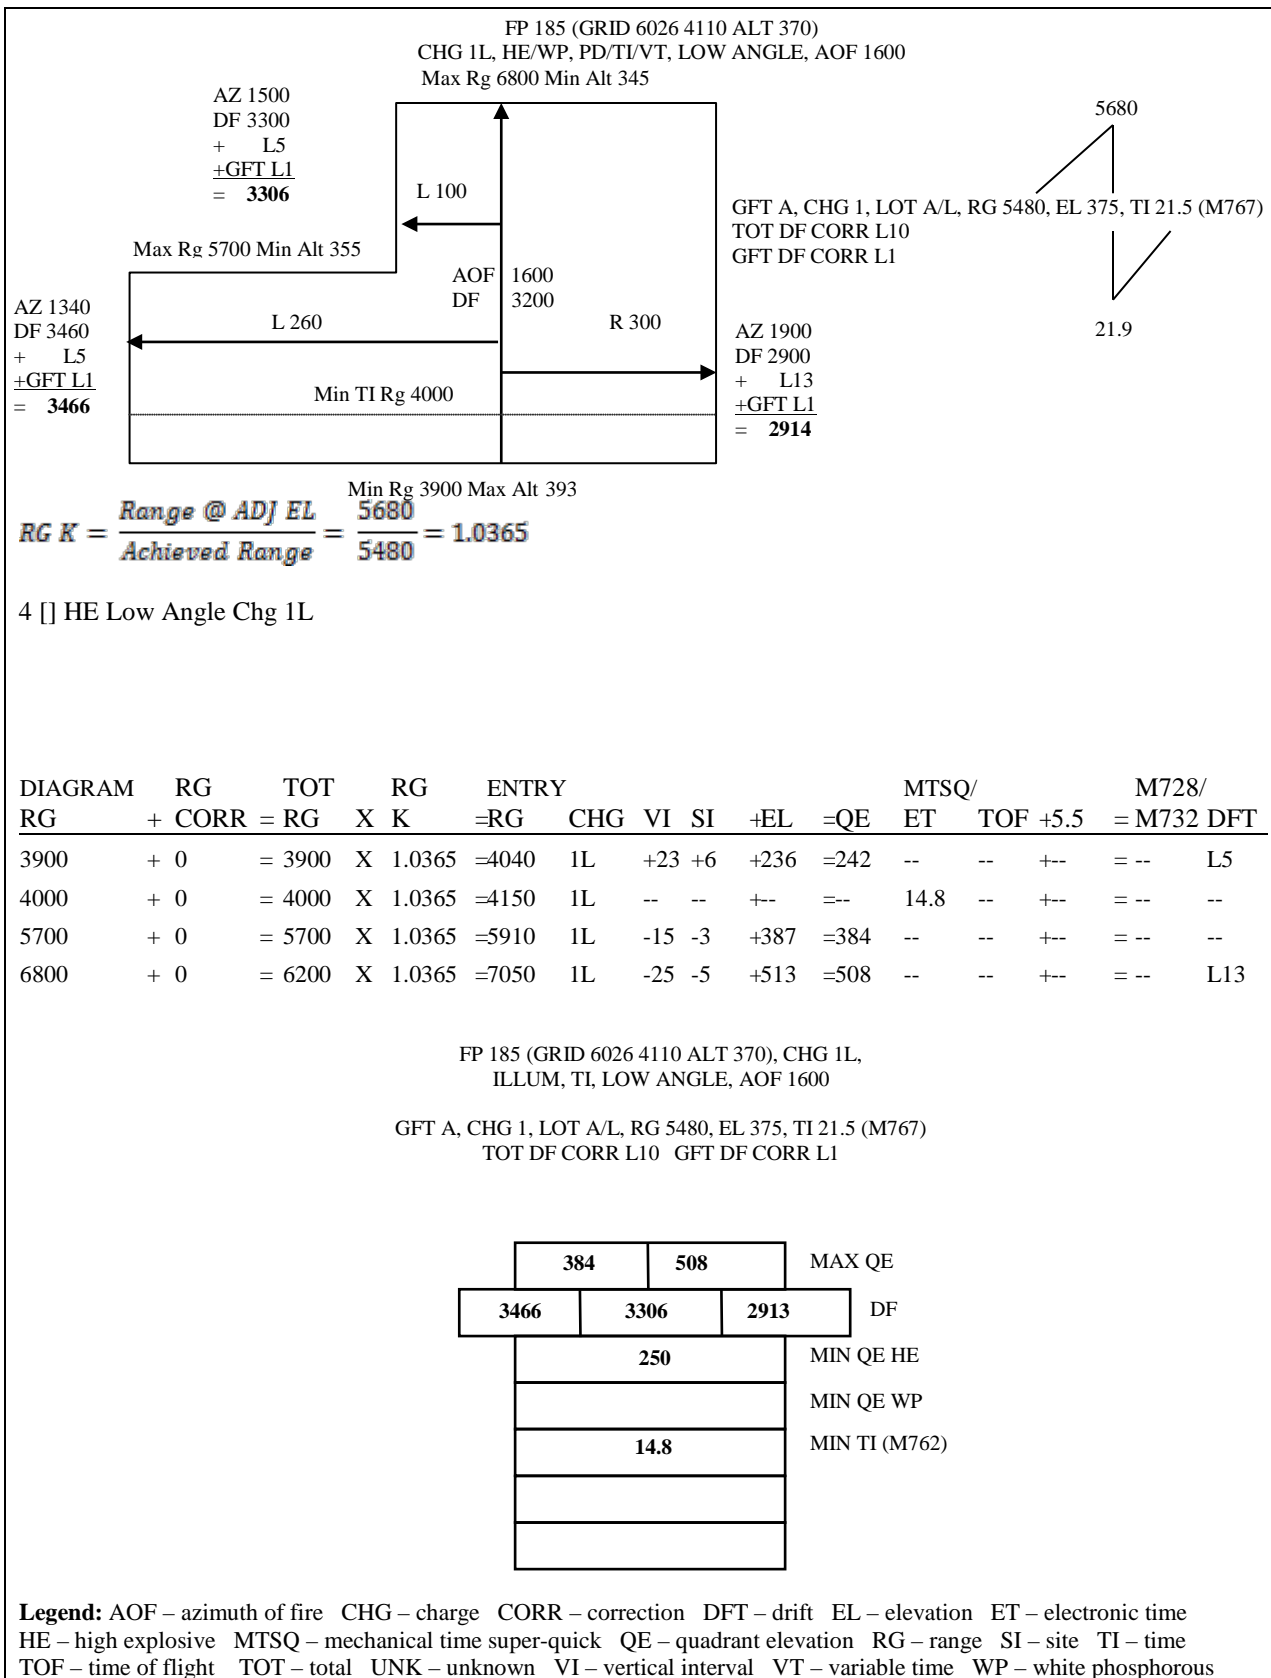 FP 185 (GRID 6026 4110 ALT 370)
CHG 1L, HE/WP, PD/TI/VT, LOW ANGLE, AOF 1600
Max Rg 6800 Min Alt 345
AZ 1500
DF 3300
+ L5
+GFT L1
= 3306
L 100
5680
GFT A, CHG 1, LOT A/L, RG 5480, EL 375, TI 21.5 (M767)
TOT DF CORR L10
GFT DF CORR L1
21.9
Max Rg 5700 Min Alt 355
AOF 1600
DF 3200
AZ 1340
DF 3460
+ L5
+GFT L1
= 3466
L 260
R 300
AZ 1900
DF 2900
+ L13
+GFT L1
= 2914
Min TI Rg 4000
Min Rg 3900 Max Alt 393
RG K = Range @ ADJ EL / Achieved Range = 5680 / 5480 = 1.0365
4 [] HE Low Angle Chg 1L
DIAGRAM RG TOT RG ENTRY MTSQ/ M728/
RG + CORR = RG X K =RG CHG VI SI +EL =QE ET TOF +5.5 = M732 DFT
3900 + 0 = 3900 X 1.0365 =4040 1L +23 +6 +236 =242 -- -- +-- = -- L5
4000 + 0 = 4000 X 1.0365 =4150 1L -- -- +-- =-- 14.8 -- +-- = -- --
5700 + 0 = 5700 X 1.0365 =5910 1L -15 -3 +387 =384 -- -- +-- = -- --
6800 + 0 = 6200 X 1.0365 =7050 1L -25 -5 +513 =508 -- -- +-- = -- L13
FP 185 (GRID 6026 4110 ALT 370), CHG 1L,
ILLUM, TI, LOW ANGLE, AOF 1600
GFT A, CHG 1, LOT A/L, RG 5480, EL 375, TI 21.5 (M767)
TOT DF CORR L10 GFT DF CORR L1
384 508 MAX QE
3466 3306 2913 DF
250 MIN QE HE
MIN QE WP
14.8 MIN TI (M762)
Legend: AOF – azimuth of fire CHG – charge CORR – correction DFT – drift EL – elevation ET – electronic time
HE – high explosive MTSQ – mechanical time super-quick QE – quadrant elevation RG – range SI – site TI – time
TOF – time of flight TOT – total UNK – unknown VI – vertical interval VT – variable time WP – white phosphorous